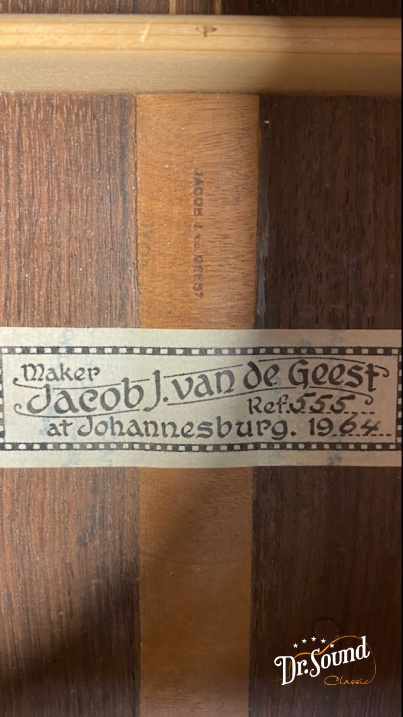 JACOB J. v.d. GEEST
Maker
Jacob J. van de Geest
Ref. 555
at Johannesburg. 1964
Dr. Sound
Classic